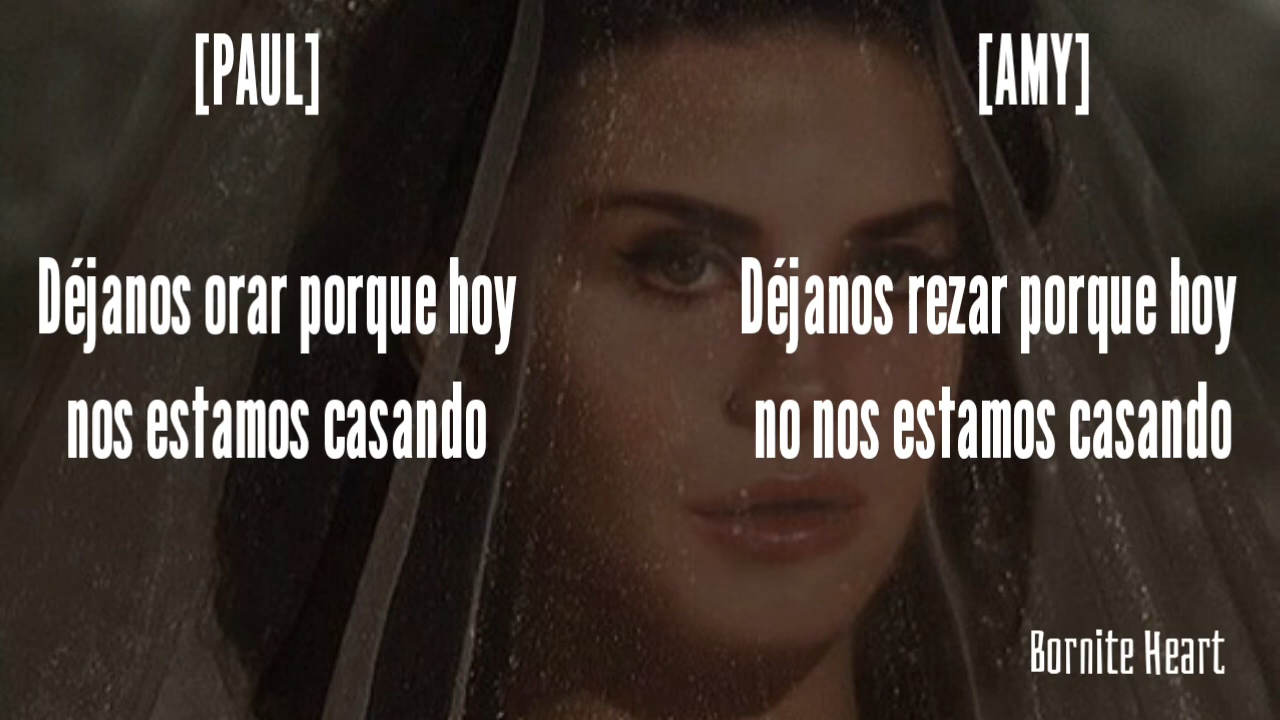 [PAUL]
Déjanos orar porque hoy
nos estamos casando
[AMY]
Déjanos rezar porque hoy
no nos estamos casando
Bornite Heart